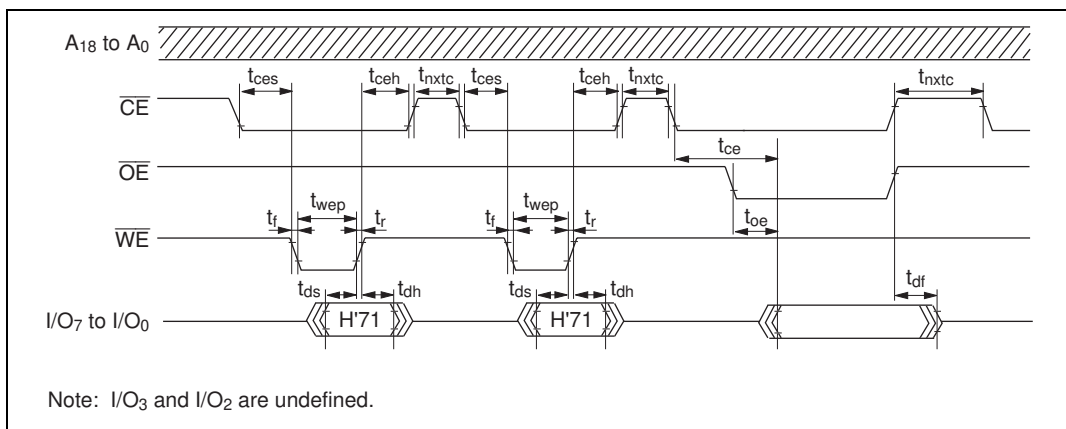 A18 to A0
tces tceh tnxtc tces tceh tnxtc tnxtc
CE
tce
OE
twep twep
tf tr tf tr toe
WE
tds tdh tds tdh tdf
I/O7 to I/O0 H'71 H'71
Note: I/O3 and I/O2 are undefined.